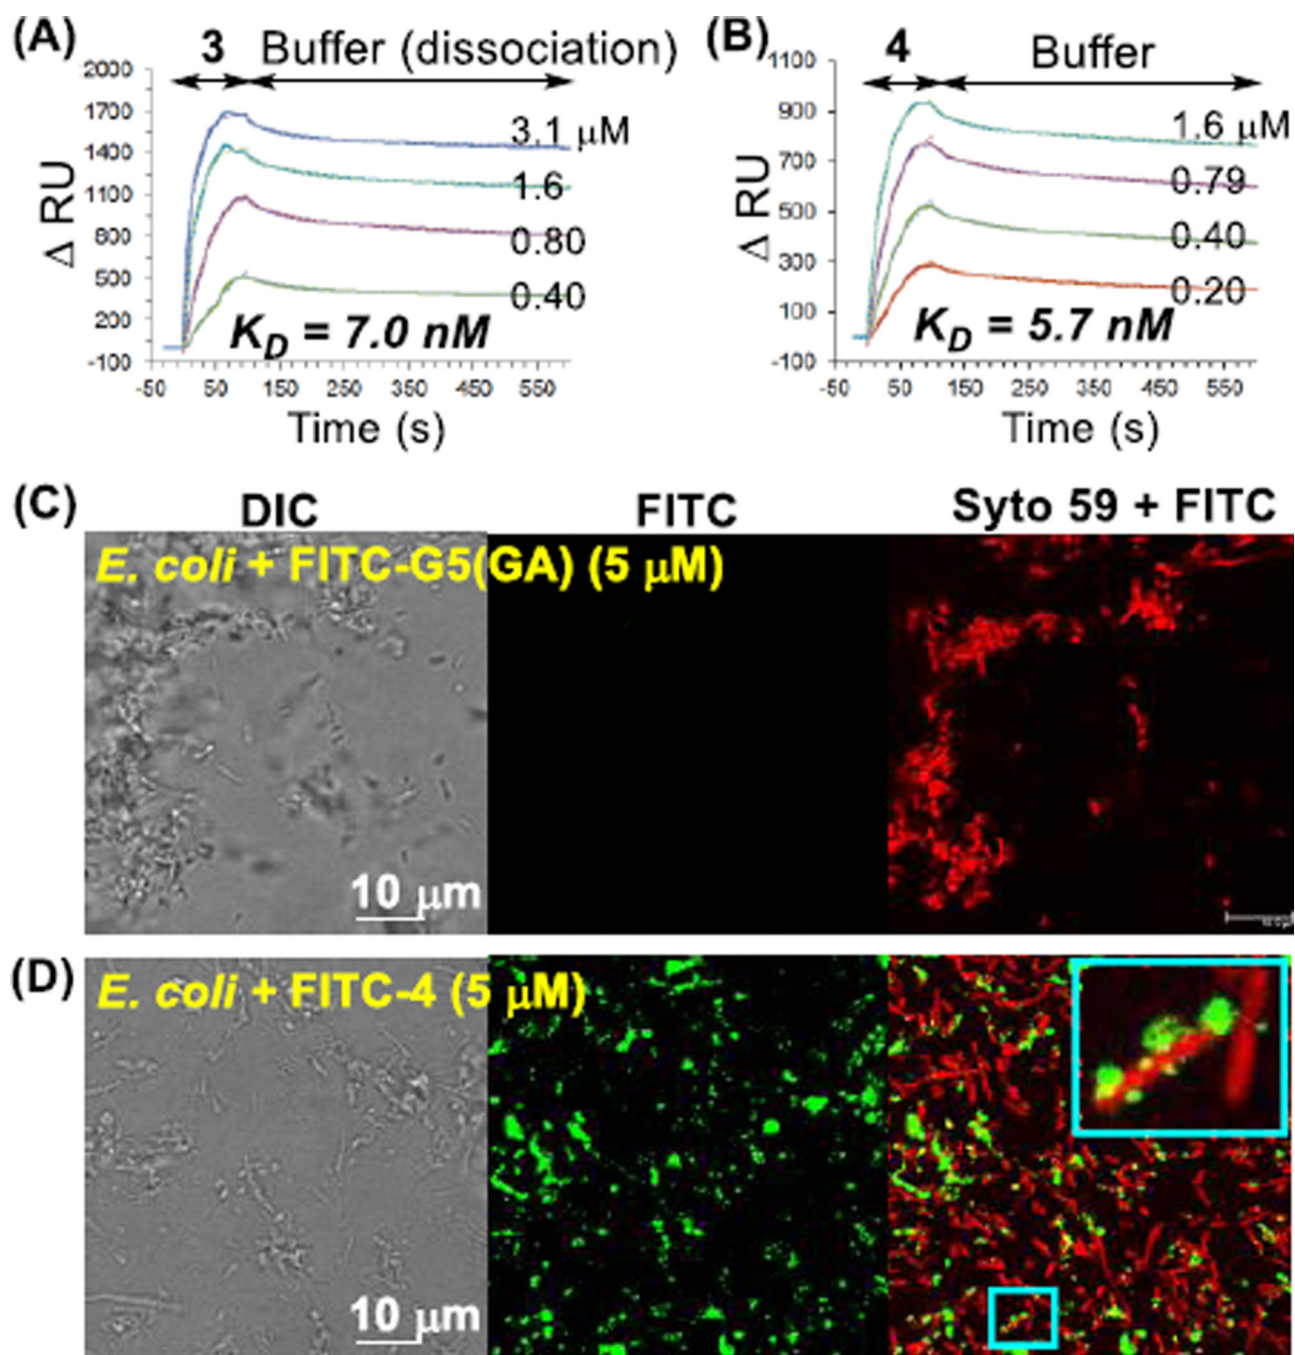 (A) 3 Buffer (dissociation)
2000
1700
1400
1100
800
500
200
-100
Δ RU
3.1 μM
1.6
0.80
0.40
K_D = 7.0 nM
-50 50 150 250 350 450 550
Time (s)
(B) 4 Buffer
1100
900
700
500
300
100
-100
Δ RU
1.6 μM
0.79
0.40
0.20
K_D = 5.7 nM
-50 50 150 250 350 450 550
Time (s)
(C) DIC FITC Syto 59 + FITC
E. coli + FITC-G5(GA) (5 μM)
10 μm
(D) E. coli + FITC-4 (5 μM)
10 μm